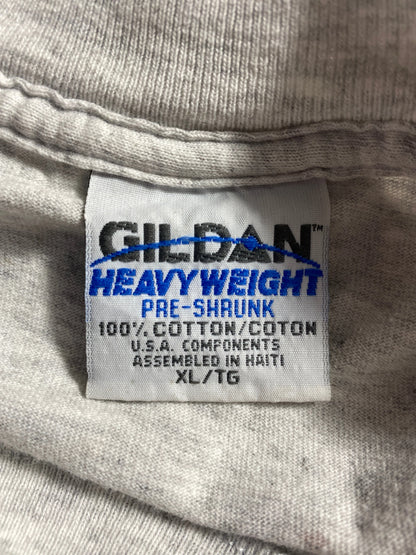 GILDAN™
HEAVYWEIGHT
PRE-SHRUNK
100% COTTON/COTON
U.S.A. COMPONENTS
ASSEMBLED IN HAITI
XL/TG